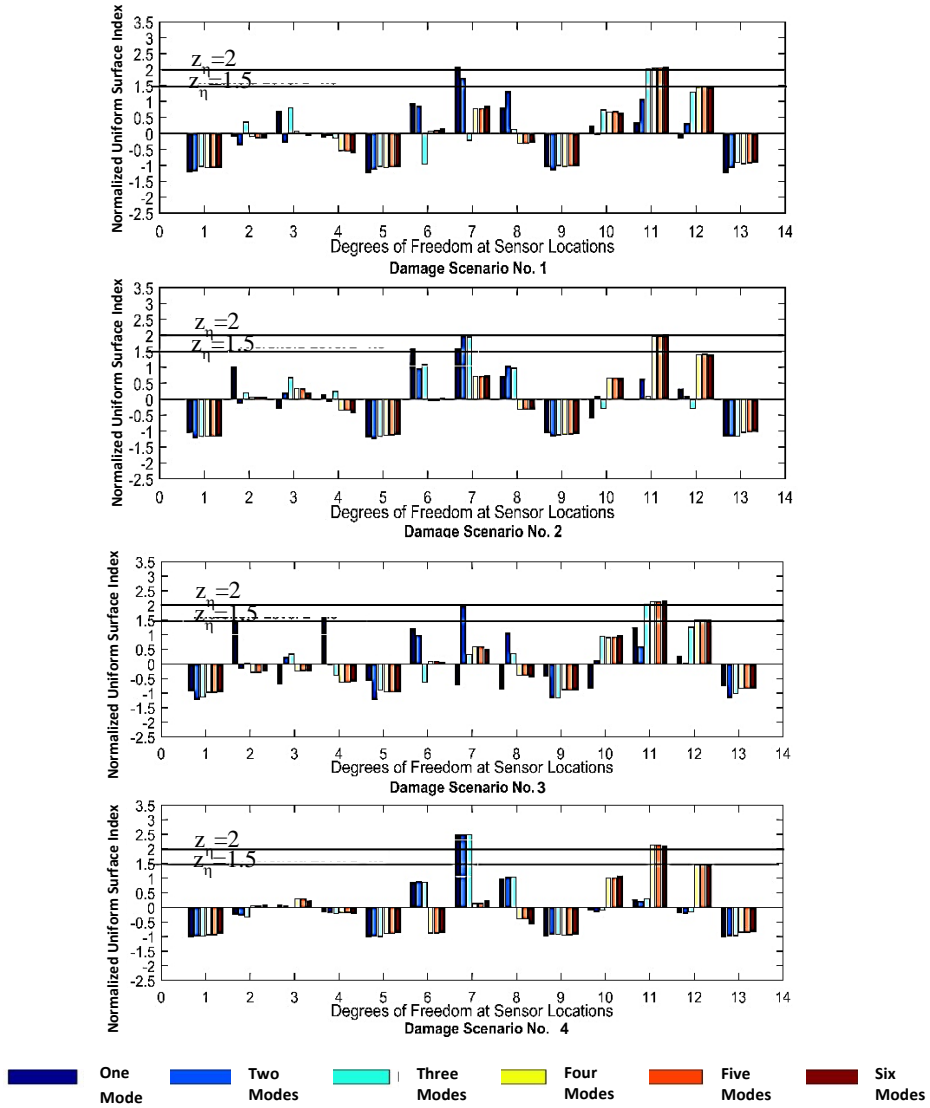 Normalized Uniform Surface Index
3.5
3
2.5
2
1.5
1
0.5
0
-0.5
-1
-1.5
-2
-2.5
zη=2
zη=1.5
0 1 2 3 4 5 6 7 8 9 10 11 12 13 14
Degrees of Freedom at Sensor Locations
Damage Scenario No. 1
Normalized Uniform Surface Index
3.5
3
2.5
2
1.5
1
0.5
0
-0.5
-1
-1.5
-2
-2.5
zη=2
zη=1.5
0 1 2 3 4 5 6 7 8 9 10 11 12 13 14
Degrees of Freedom at Sensor Locations
Damage Scenario No. 2
Normalized Uniform Surface Index
3.5
3
2.5
2
1.5
1
0.5
0
-0.5
-1
-1.5
-2
-2.5
zη=2
zη=1.5
0 1 2 3 4 5 6 7 8 9 10 11 12 13 14
Degrees of Freedom at Sensor Locations
Damage Scenario No. 3
Normalized Uniform Surface Index
3.5
3
2.5
2
1.5
1
0.5
0
-0.5
-1
-1.5
-2
-2.5
zη=2
zη=1.5
0 1 2 3 4 5 6 7 8 9 10 11 12 13 14
Degrees of Freedom at Sensor Locations
Damage Scenario No. 4
One Mode
Two Modes
Three Modes
Four Modes
Five Modes
Six Modes